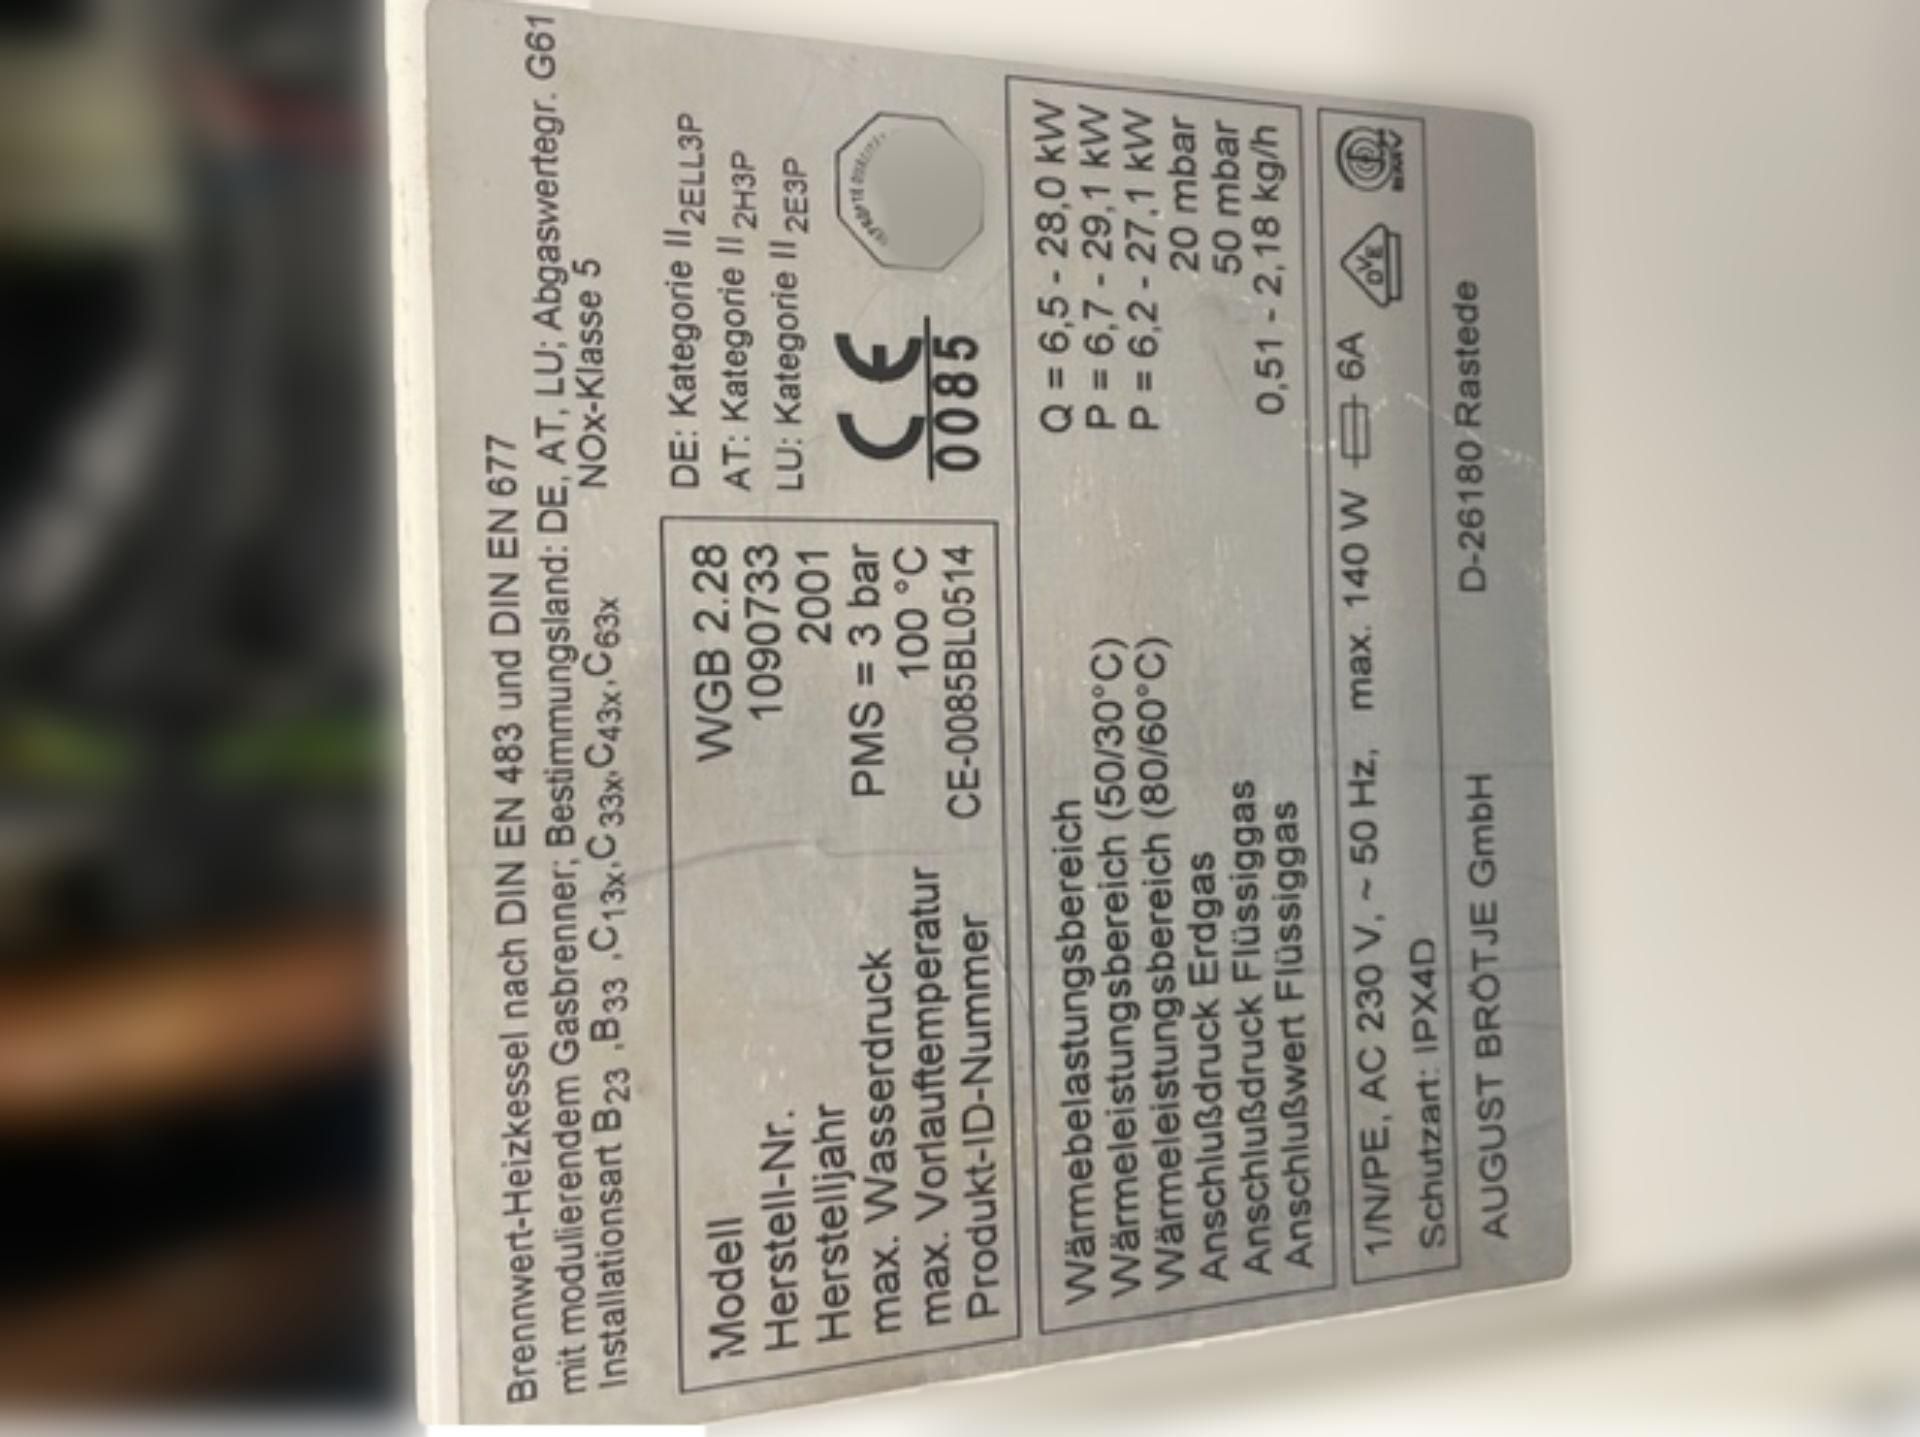 Brennwert-Heizkessel nach DIN EN 483 und DIN EN 677
mit modulierendem Gasbrenner; Bestimmungsland: DE, AT, LU; Abgaswertegr. G61
Installationsart B23 ,B33 ,C13x,C33x,C43x,C63x NOx-Klasse 5
Modell WGB 2.28
Herstell-Nr. 1090733
Herstelljahr 2001
max. Wasserdruck PMS = 3 bar
max. Vorlauftemperatur 100 °C
Produkt-ID-Nummer CE-0085BL0514
DE: Kategorie II2ELL3P
AT: Kategorie II2H3P
LU: Kategorie II2E3P
CE
0085
Wärmebelastungsbereich Q = 6,5 - 28,0 kW
Wärmeleistungsbereich (50/30°C) P = 6,7 - 29,1 kW
Wärmeleistungsbereich (80/60°C) P = 6,2 - 27,1 kW
Anschlußdruck Erdgas 20 mbar
Anschlußdruck Flüssiggas 50 mbar
Anschlußwert Flüssiggas 0,51 - 2,18 kg/h
1/N/PE, AC 230 V, ~ 50 Hz, max. 140 W 6A
DVE
Schutzart: IPX4D
AUGUST BRÖTJE GmbH D-26180 Rastede